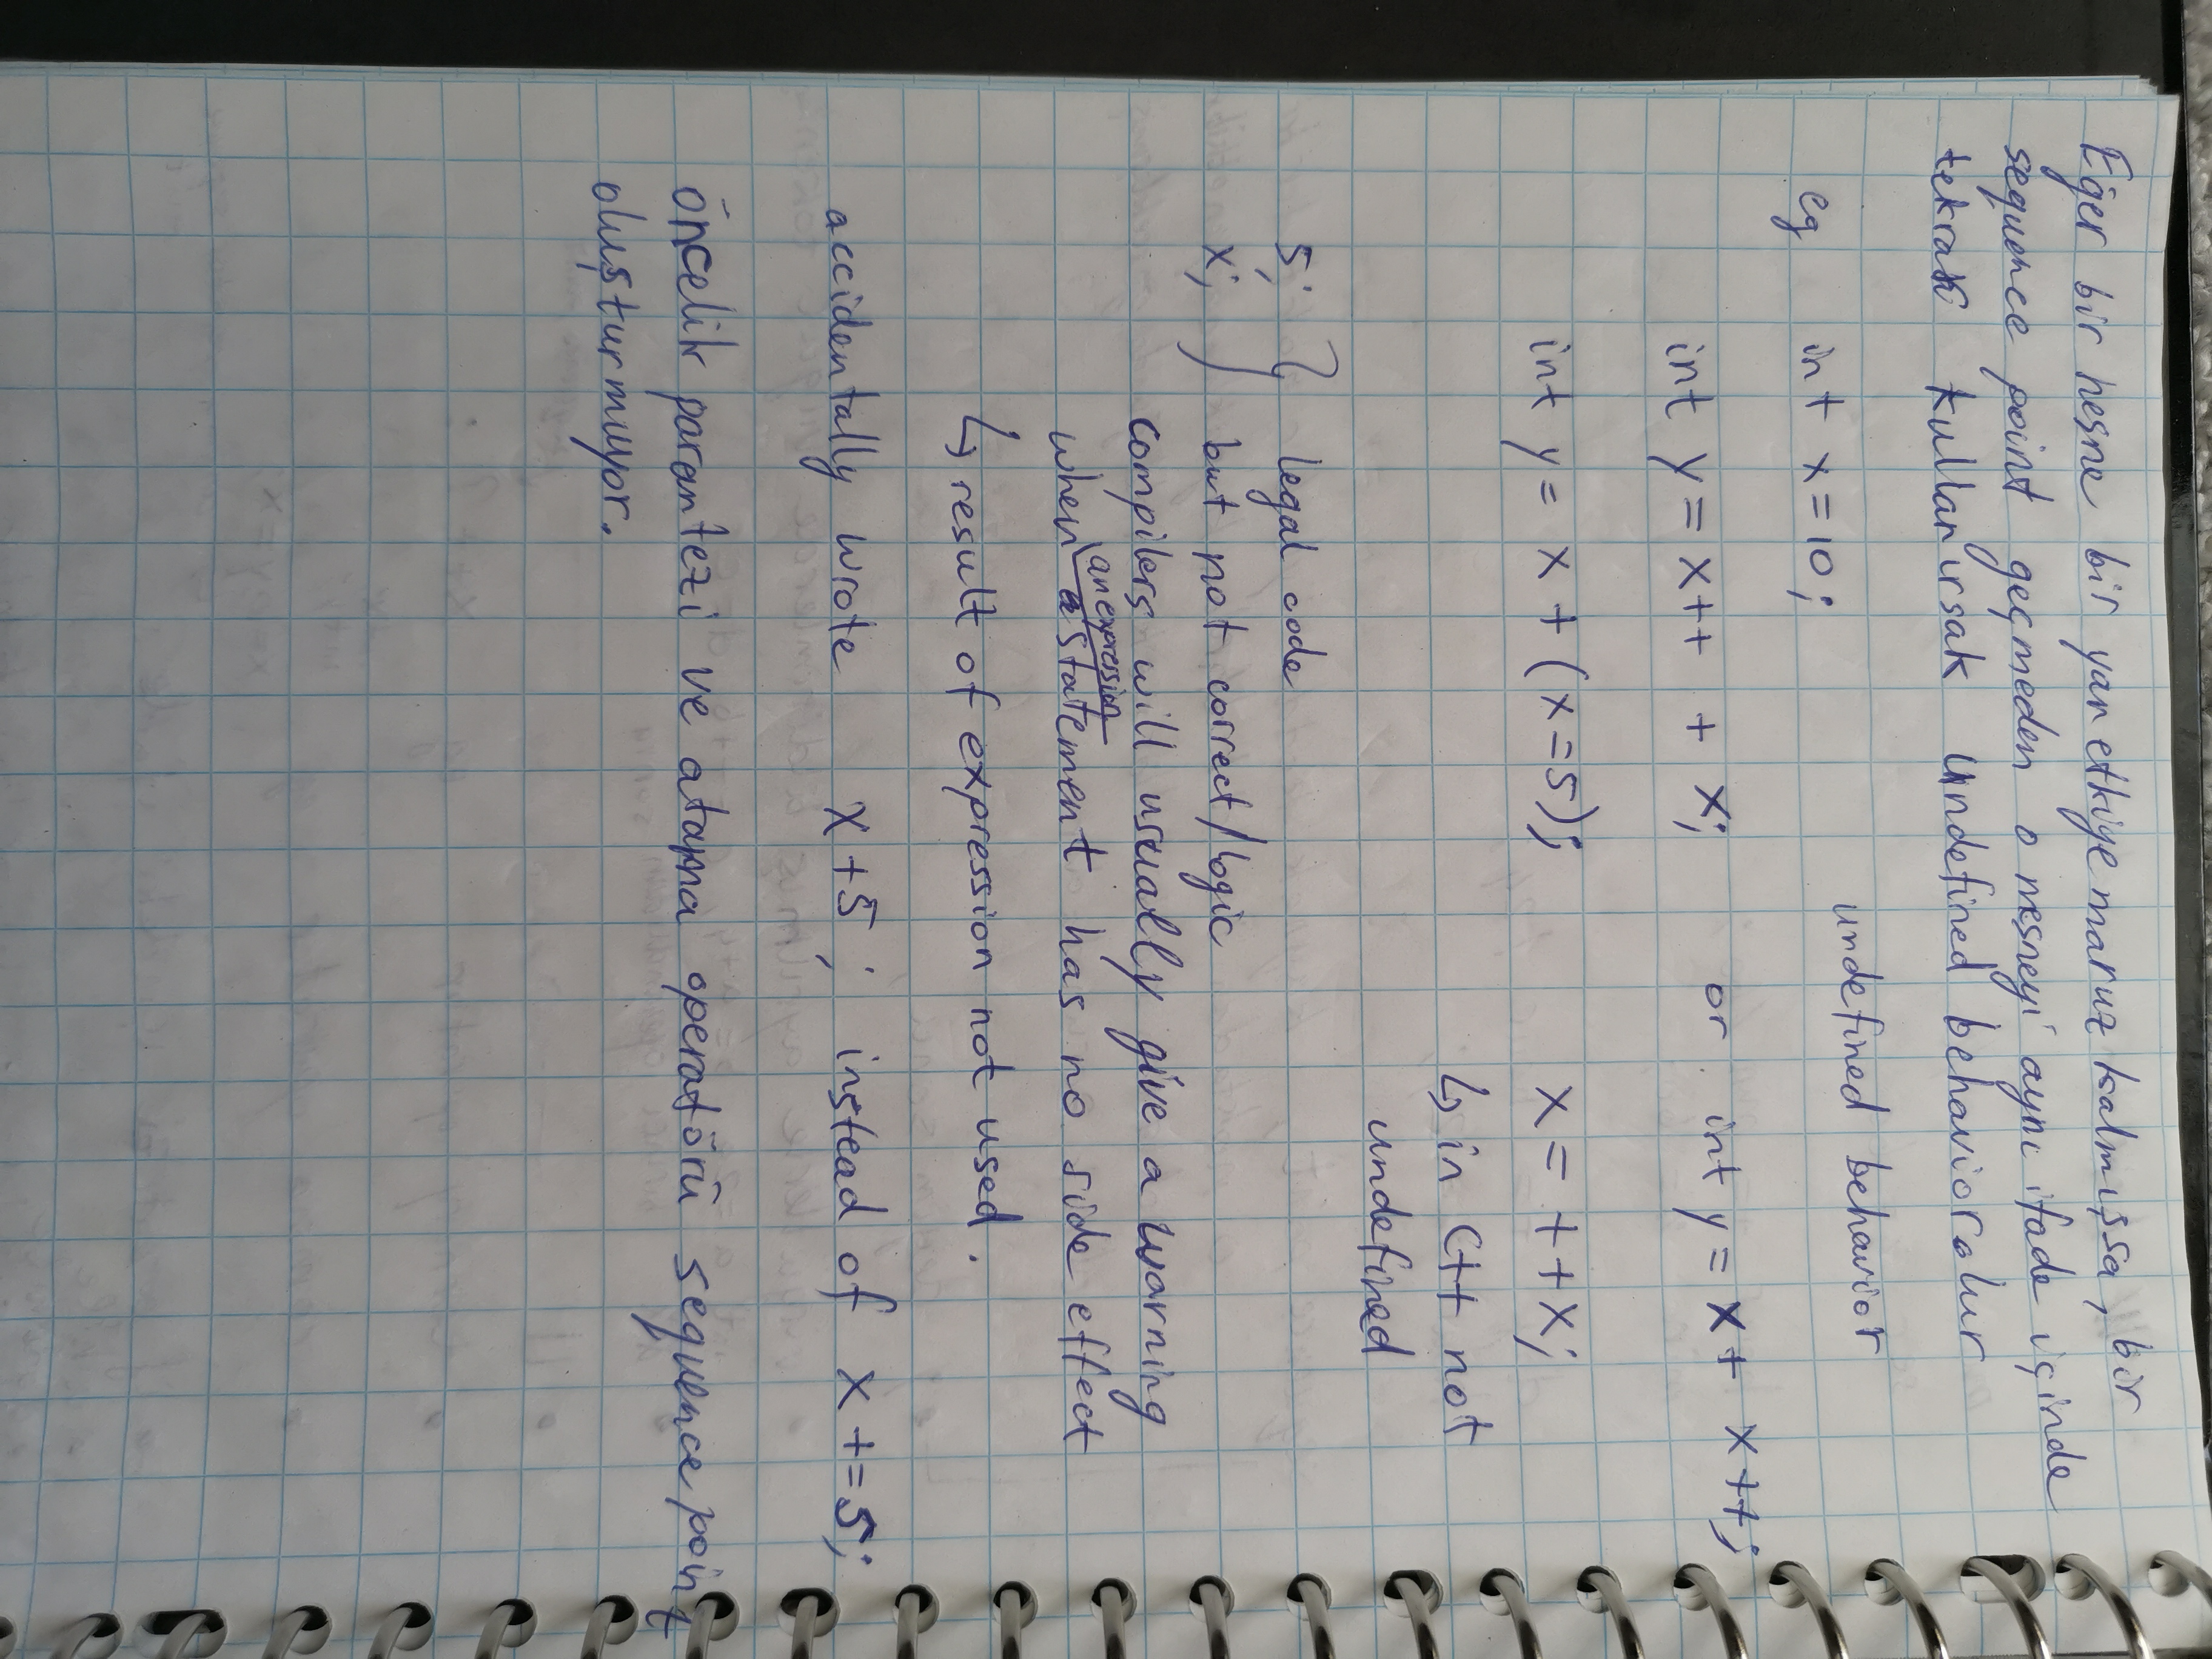 Eğer bir nesne bir yan etkiye maruz kalmışsa, bir
sequence point geçmeden o nesneyi aynı ifade içinde
tekrar kullanırsak undefined behavior olur
undefined behavior
eg int x=10;
int y = x++ + x; or int y = x + x++;
int y = x + (x=5); x = ++x;
↳ in C++ not
undefined
5; } legal code
x; but not correct/logic
compilers will usually give a warning
an expression
when a statement has no side effect
↳ result of expression not used.
accidentally wrote x+5; instead of x+=5;
öncelik parantezi ve atama operatörü sequence point
oluşturmuyor.